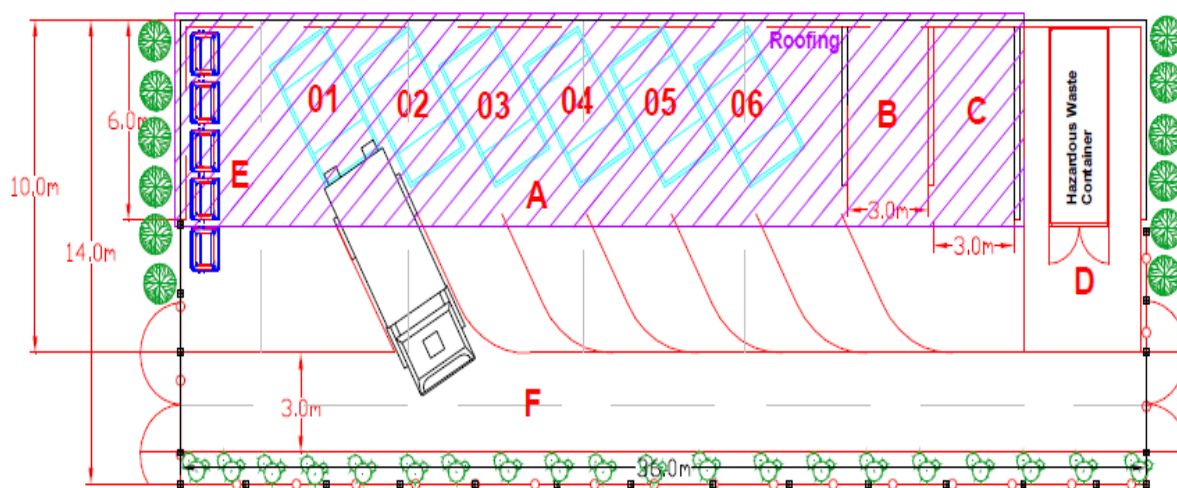 Roofing
01
02
03
04
05
06
B
C
Hazardous Waste
Container
6.0m
E
A
10.0m
3.0m
14.0m
3.0m
D
3.0m
F
36.0m